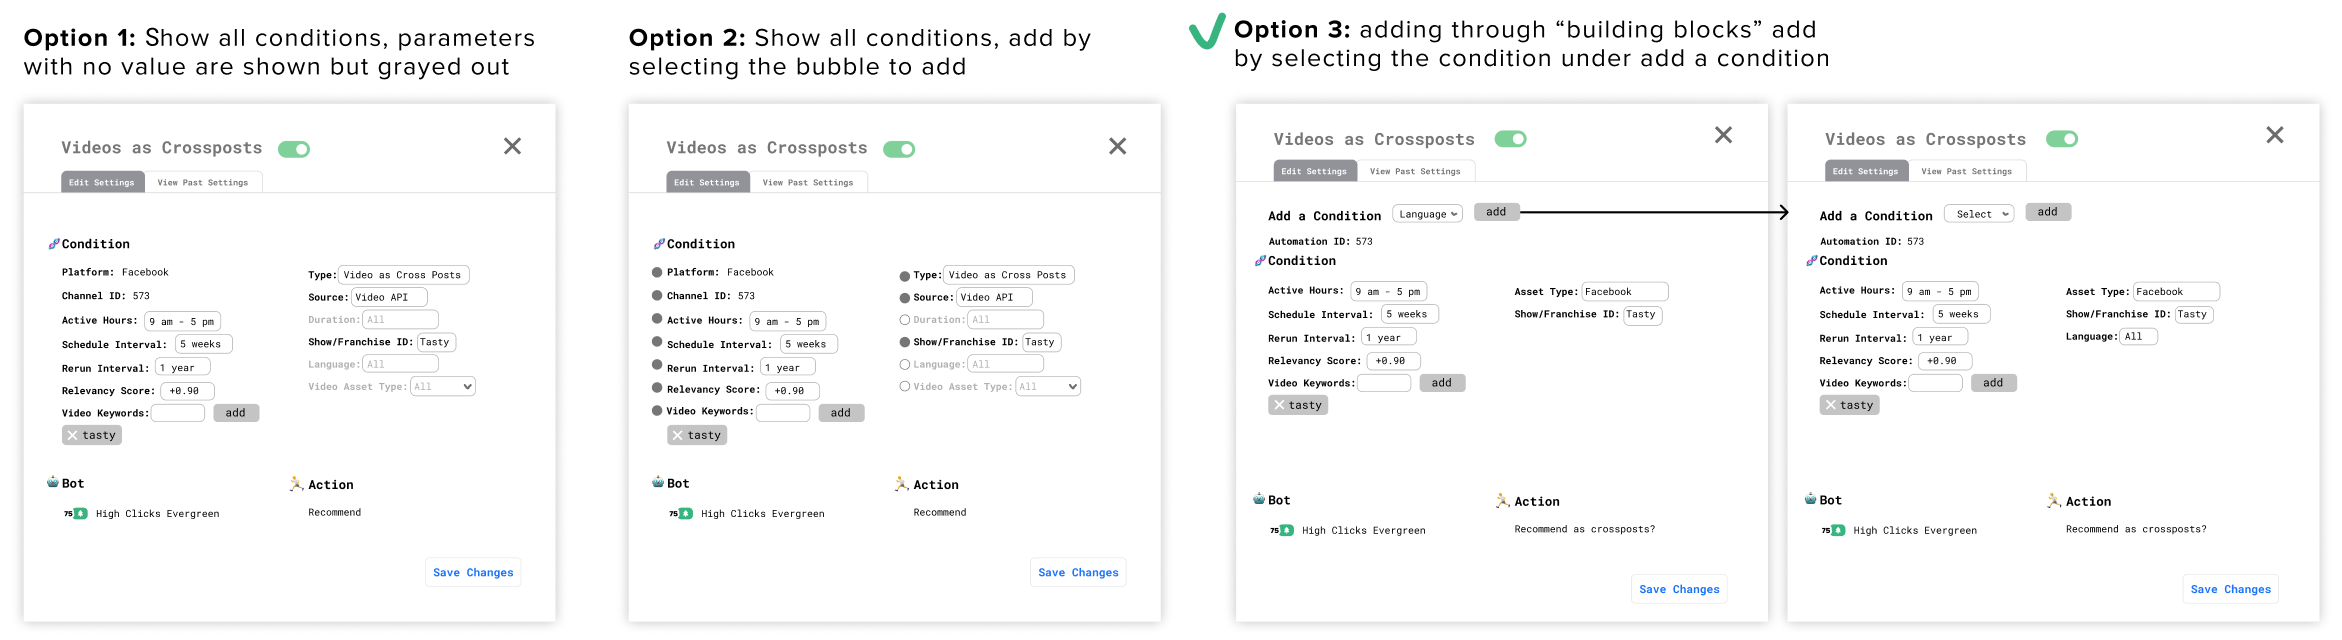 Option 1: Show all conditions, parameters
with no value are shown but grayed out
Videos as Crossposts
Edit Settings View Past Settings
Condition
Platform: Facebook
Channel ID: 573
Active Hours: 9 am - 5 pm
Schedule Interval: 5 weeks
Rerun Interval: 1 year
Relevancy Score: +0.90
Video Keywords: add
tasty
Type: Video as Cross Posts
Source: Video API
Duration: All
Show/Franchise ID: Tasty
Language: All
Video Asset Type: All
Bot
75 High Clicks Evergreen
Action
Recommend
Save Changes
Option 2: Show all conditions, add by
selecting the bubble to add
Videos as Crossposts
Edit Settings View Past Settings
Condition
Platform: Facebook
Channel ID: 573
Active Hours: 9 am - 5 pm
Schedule Interval: 5 weeks
Rerun Interval: 1 year
Relevancy Score: +0.90
Video Keywords: add
tasty
Type: Video as Cross Posts
Source: Video API
Duration: All
Show/Franchise ID: Tasty
Language: All
Video Asset Type: All
Bot
75 High Clicks Evergreen
Action
Recommend
Save Changes
Option 3: adding through “building blocks” add
by selecting the condition under add a condition
Videos as Crossposts
Edit Settings View Past Settings
Add a Condition Language add
Automation ID: 573
Condition
Active Hours: 9 am - 5 pm
Schedule Interval: 5 weeks
Rerun Interval: 1 year
Relevancy Score: +0.90
Video Keywords: add
tasty
Asset Type: Facebook
Show/Franchise ID: Tasty
Bot
75 High Clicks Evergreen
Action
Recommend as crossposts?
Save Changes
Videos as Crossposts
Edit Settings View Past Settings
Add a Condition Select add
Automation ID: 573
Condition
Active Hours: 9 am - 5 pm
Schedule Interval: 5 weeks
Rerun Interval: 1 year
Relevancy Score: +0.90
Video Keywords: add
tasty
Asset Type: Facebook
Show/Franchise ID: Tasty
Language: All
Bot
75 High Clicks Evergreen
Action
Recommend as crossposts?
Save Changes